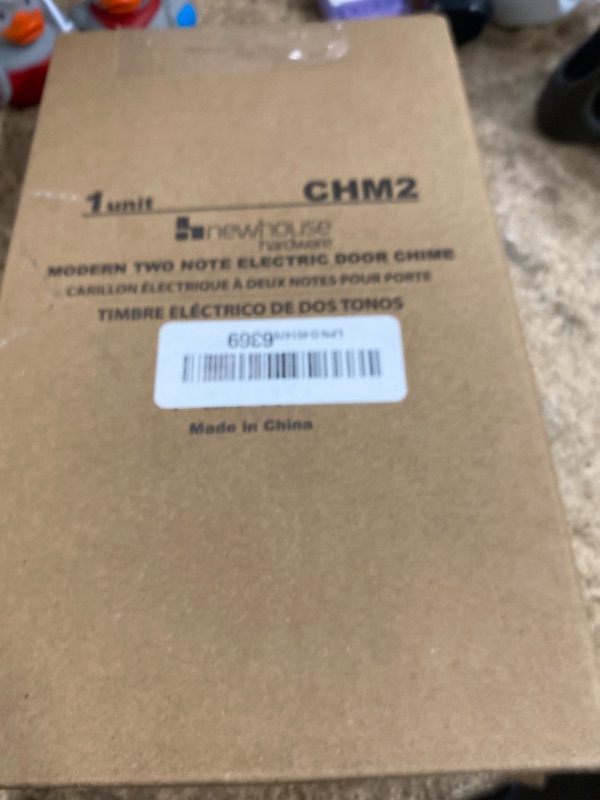 1 unit CHM2
newhouse
hardware
MODERN TWO NOTE ELECTRIC DOOR CHIME
CARILLON ÉLECTRIQUE À DEUX NOTES POUR PORTE
TIMBRE ELÉCTRICO DE DOS TONOS
6369
Made in China